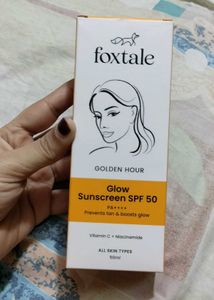 foxtale
GOLDEN HOUR
Glow
Sunscreen SPF 50
PA++++
Prevents tan & boosts glow
Vitamin C + Niacinamide
ALL SKIN TYPES
50ml